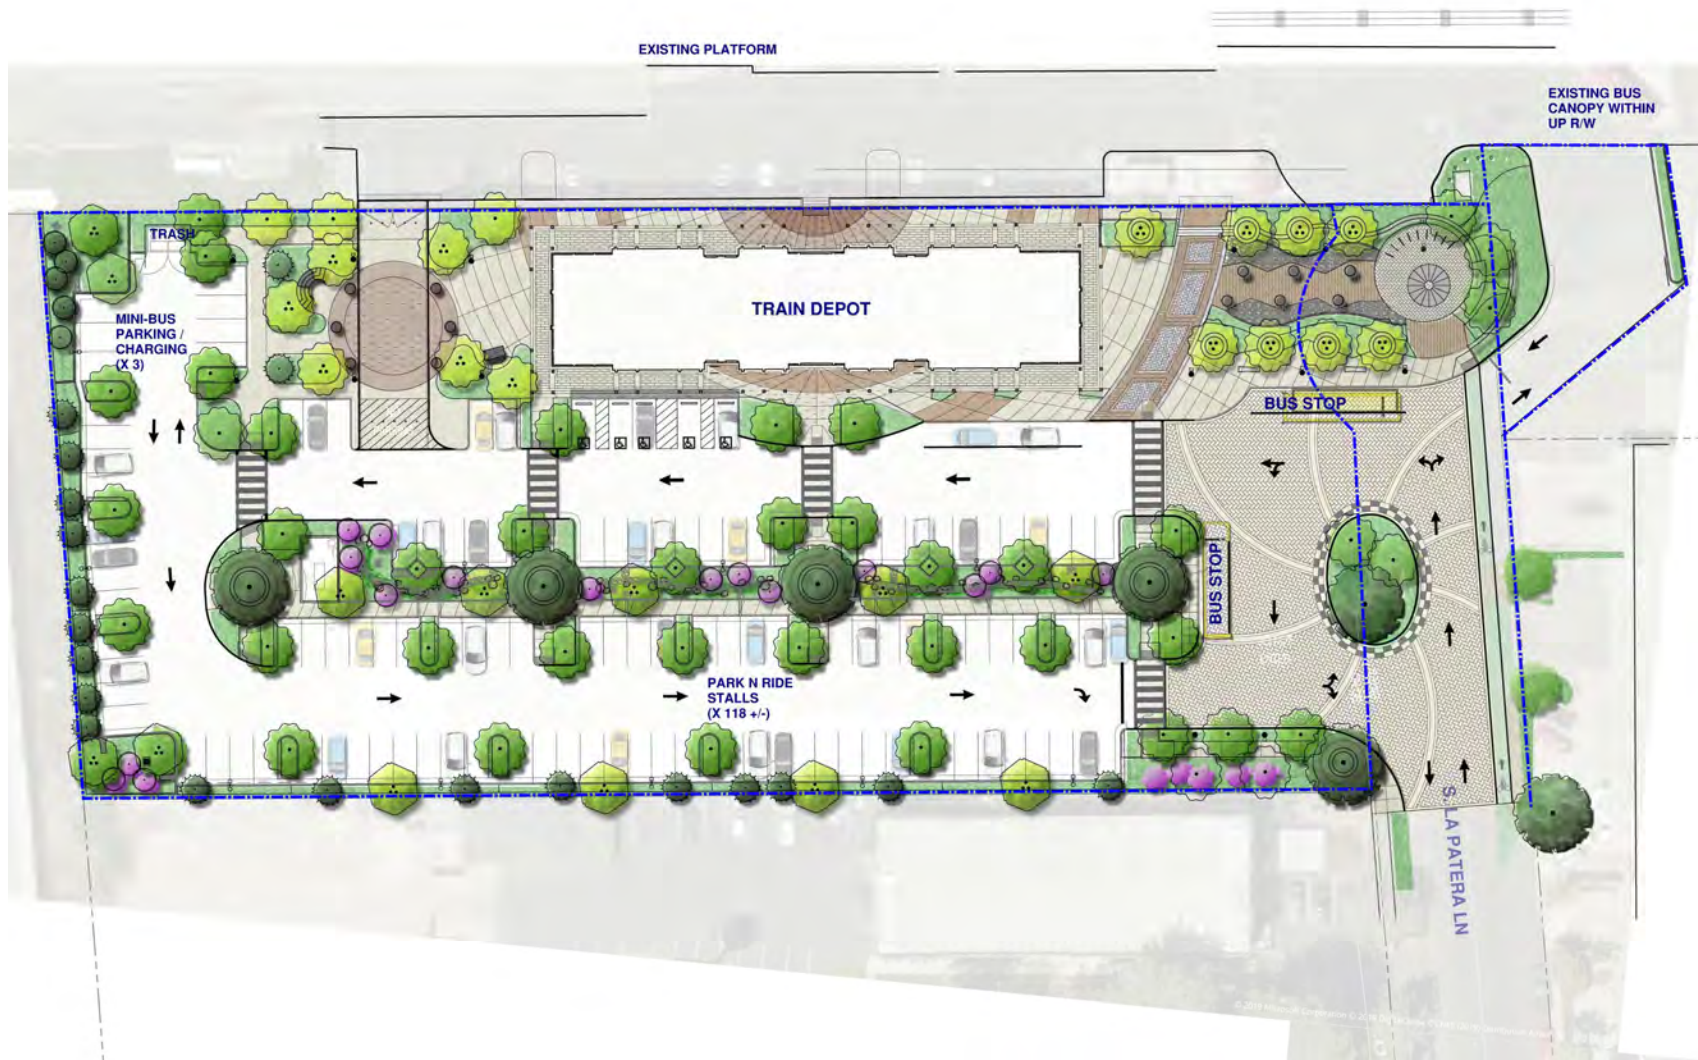 EXISTING PLATFORM
EXISTING BUS
CANOPY WITHIN
UP R/W
TRASH
TRAIN DEPOT
MINI-BUS
PARKING /
CHARGING
(X 3)
BUS STOP
BUS STOP
PARK N RIDE
STALLS
(X 118 +/-)
S. LA PATERA LN